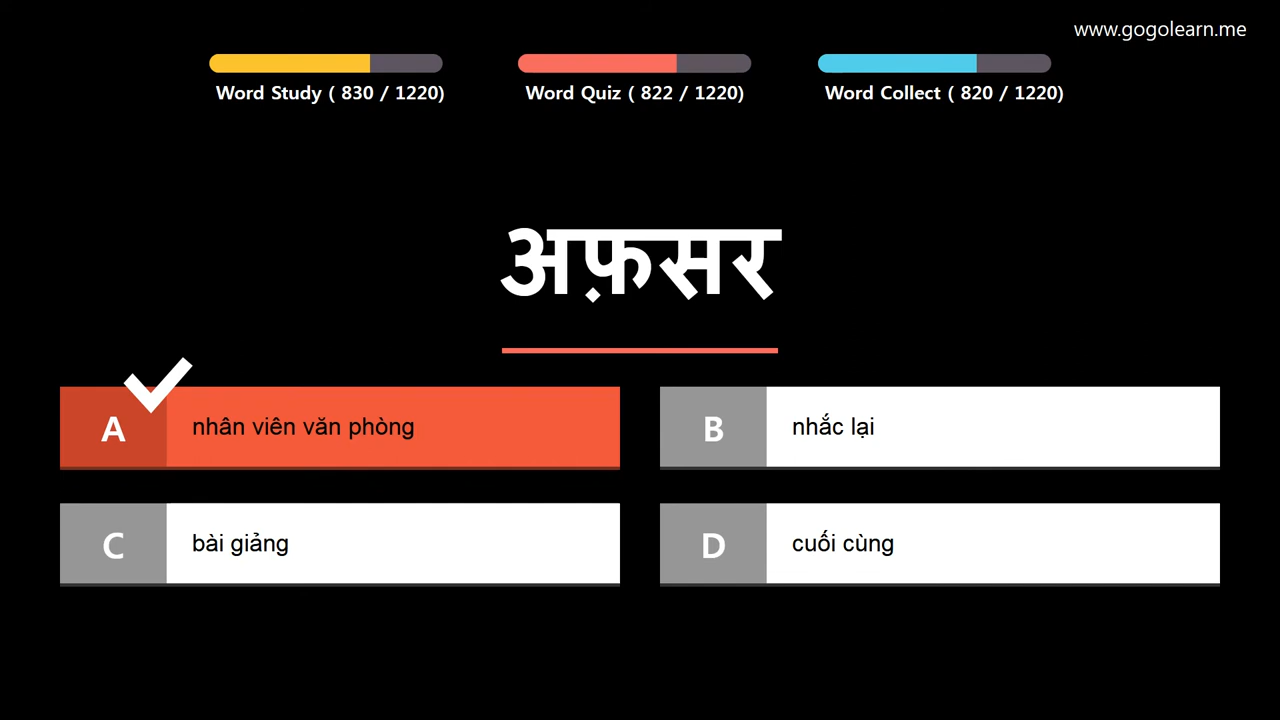 www.gogolearn.me
Word Study ( 830 / 1220)
Word Quiz ( 822 / 1220)
Word Collect ( 820 / 1220)
अफ़सर
A
nhân viên văn phòng
B
nhắc lại
C
bài giảng
D
cuối cùng